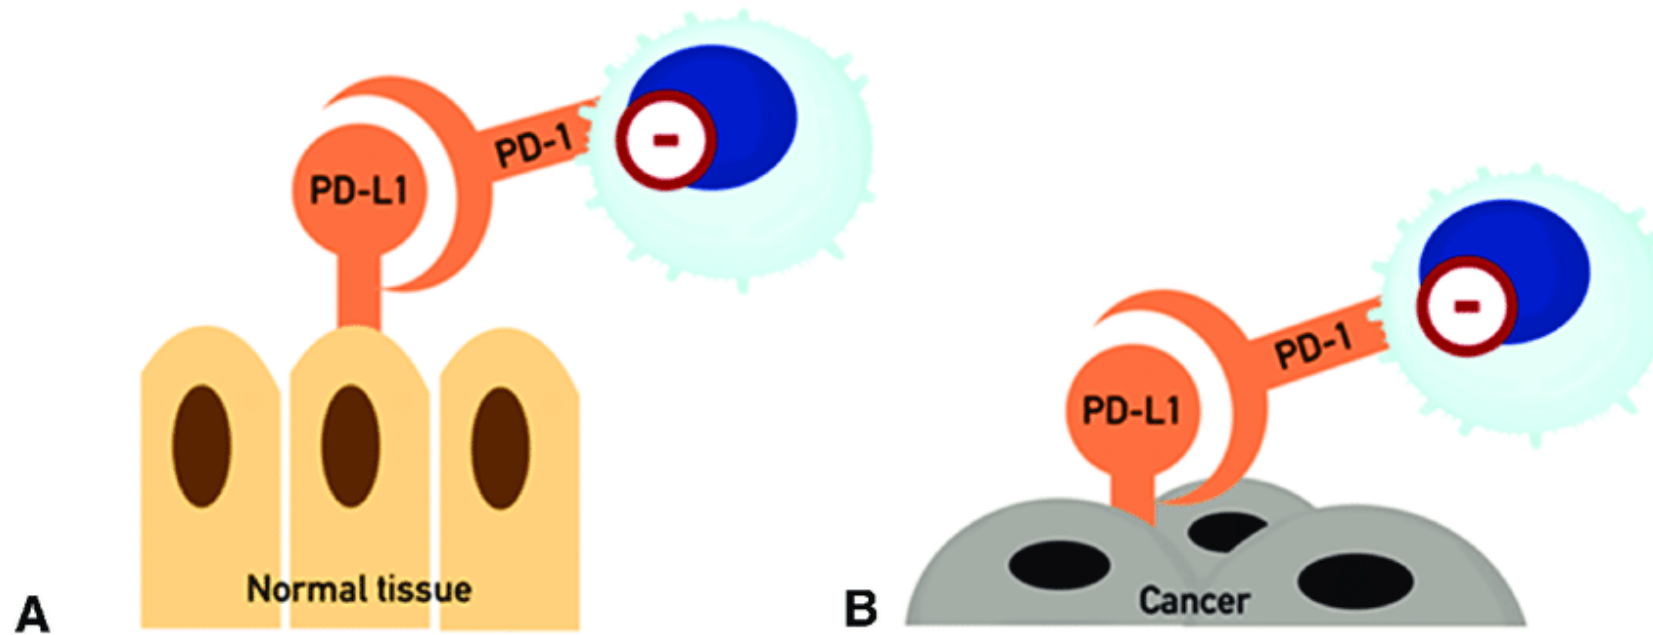 PD-L1
PD-1
-
Normal tissue
A
PD-L1
PD-1
-
Cancer
B